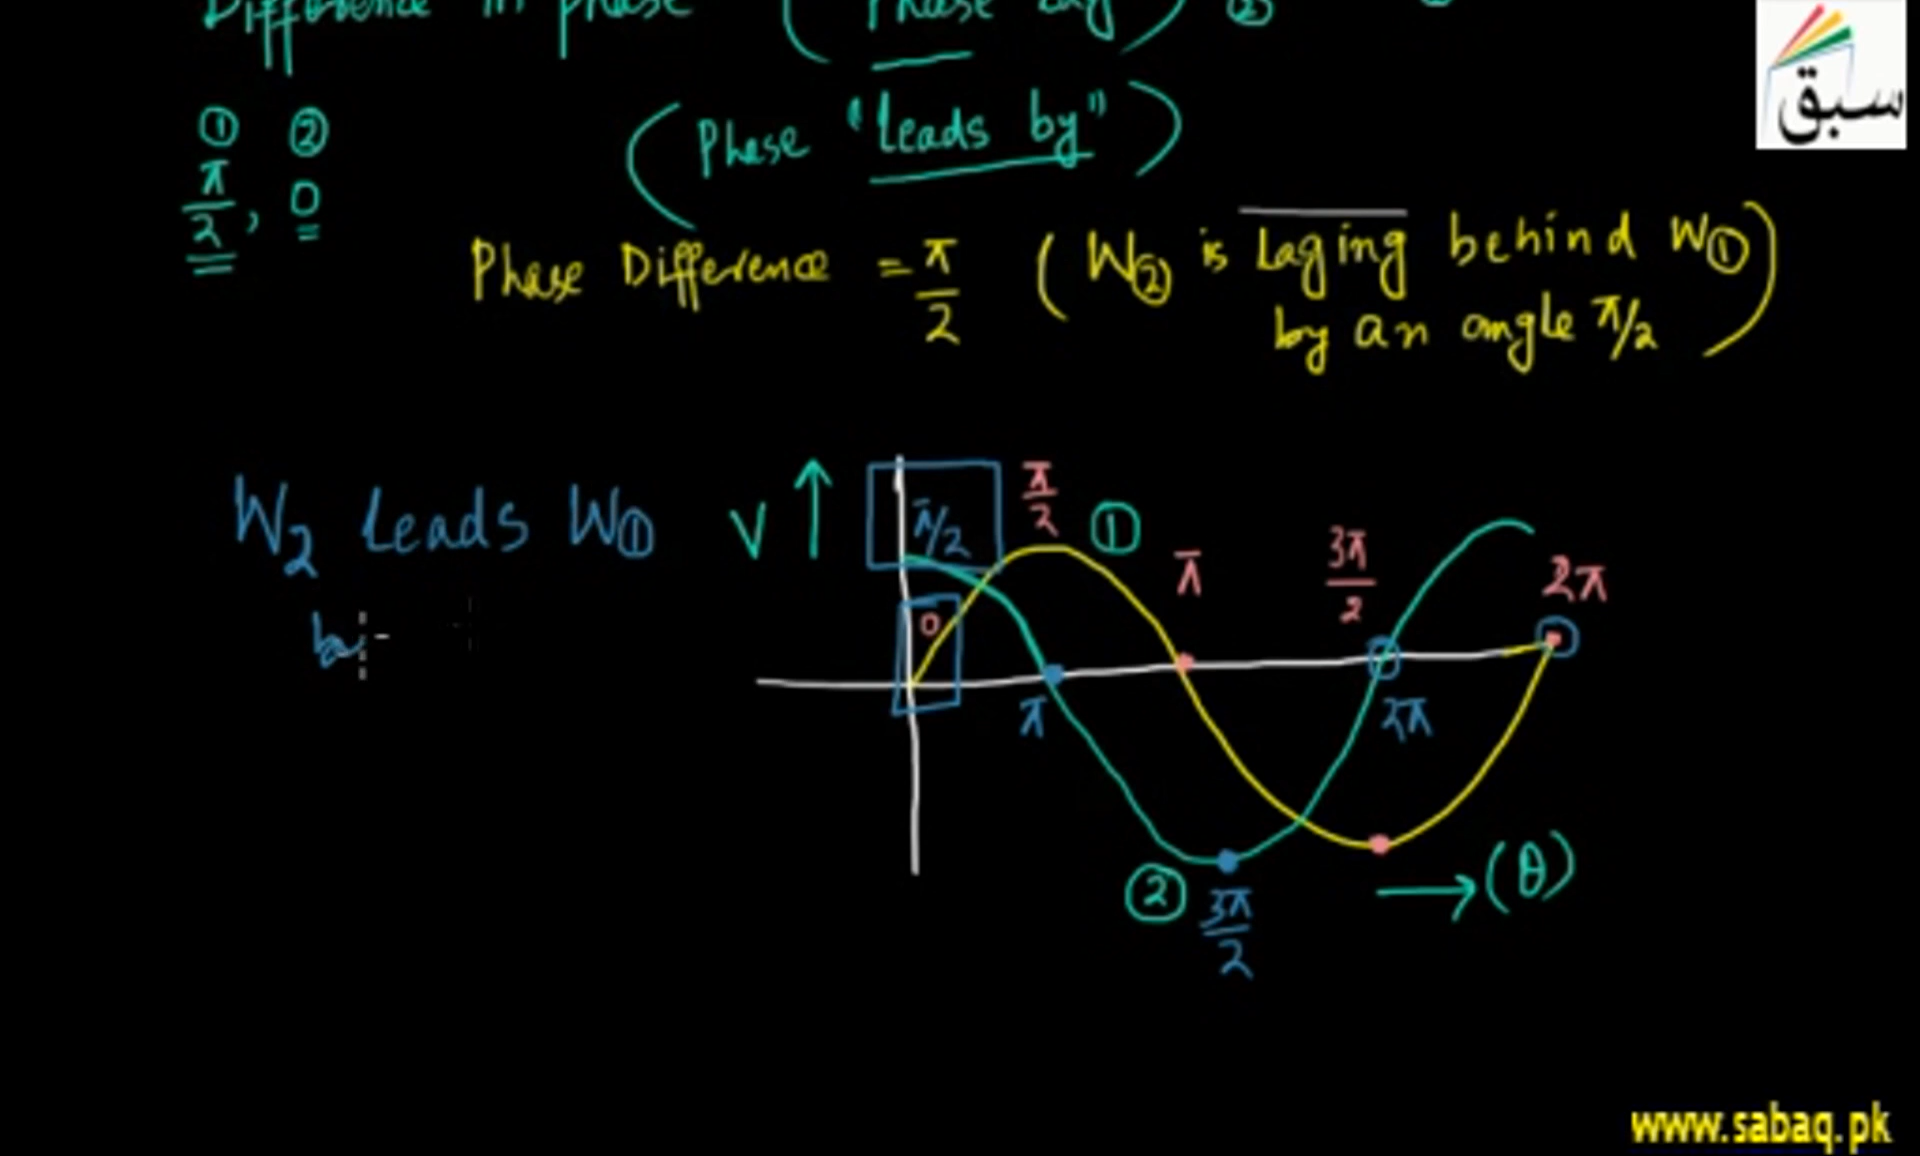 Difference in phase (Phase Lag) ②
① ②
(Phase "Leads by")
π/2, 0
سبق
Phase Difference = π/2 (W② is Laging behind W①)
by an angle π/2
W2 Leads W①
V ↑
π/2
π/2
①
π
3π/2
2π
0
π
2π
②
3π/2
→ (θ)
www.sabaq.pk